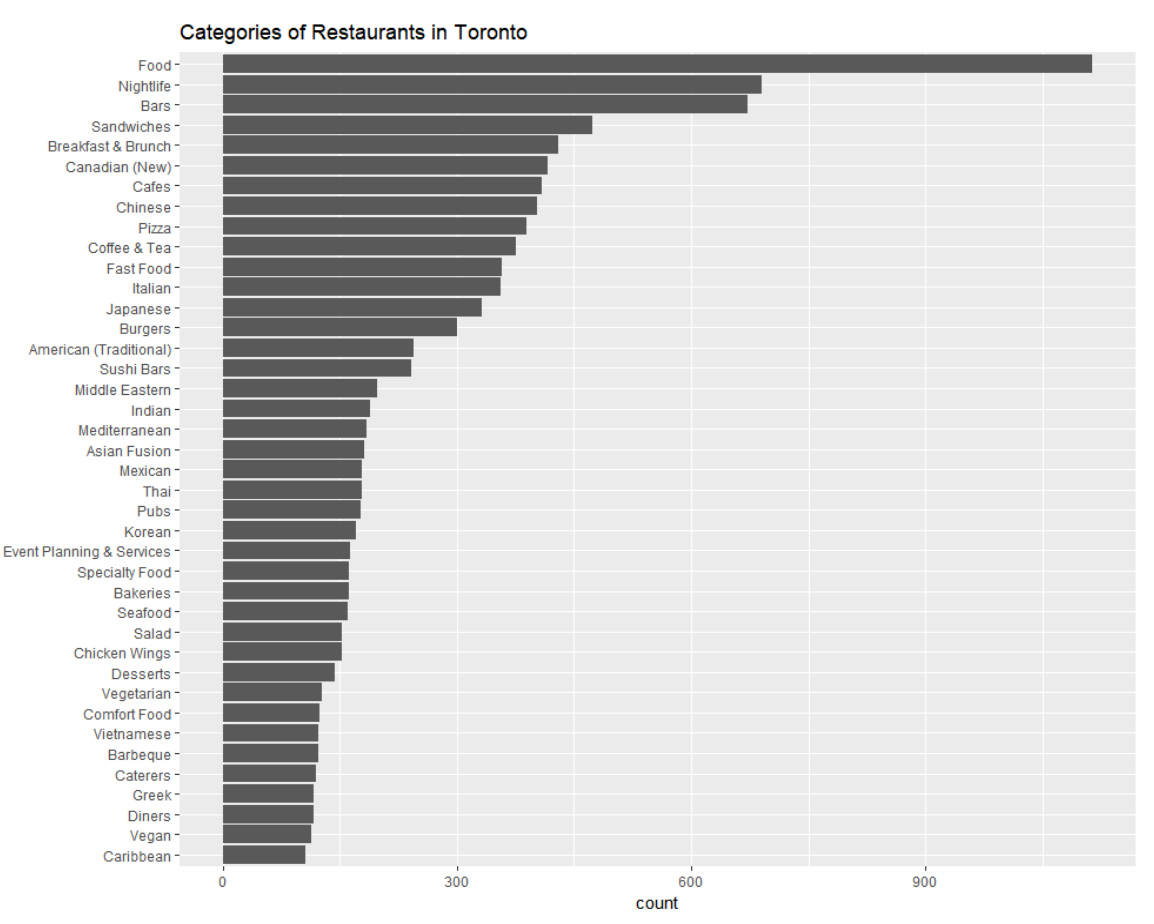 Categories of Restaurants in Toronto
Food
Nightlife
Bars
Sandwiches
Breakfast & Brunch
Canadian (New)
Cafes
Chinese
Pizza
Coffee & Tea
Fast Food
Italian
Japanese
Burgers
American (Traditional)
Sushi Bars
Middle Eastern
Indian
Mediterranean
Asian Fusion
Mexican
Thai
Pubs
Korean
Event Planning & Services
Specialty Food
Bakeries
Seafood
Salad
Chicken Wings
Desserts
Vegetarian
Comfort Food
Vietnamese
Barbeque
Caterers
Greek
Diners
Vegan
Caribbean
0 300 600 900
count